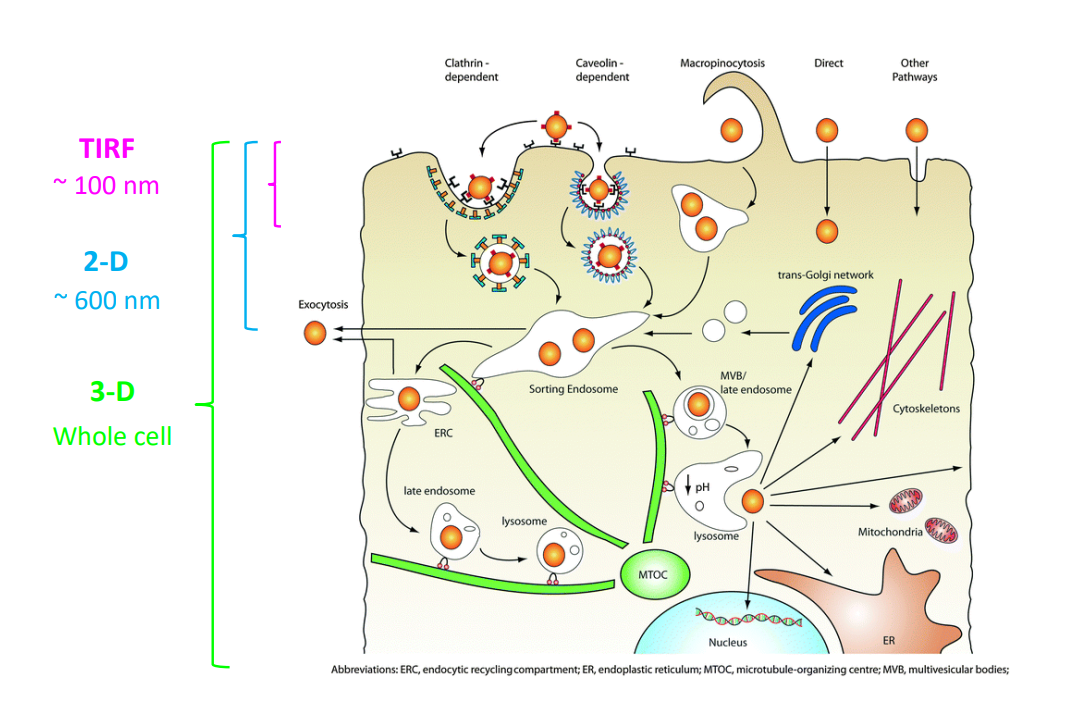 Clathrin -
dependent
Caveolin -
dependent
Macropinocytosis
Direct
Other
Pathways
TIRF
~ 100 nm
2-D
~ 600 nm
3-D
Whole cell
Exocytosis
trans-Golgi network
Sorting Endosome
MVB/
late endosome
Cytoskeletons
ERC
pH
late endosome
lysosome
lysosome
Mitochondria
MTOC
Nucleus
ER
Abbreviations: ERC, endocytic recycling compartment; ER, endoplastic reticulum; MTOC, microtubule-organizing centre; MVB, multivesicular bodies;